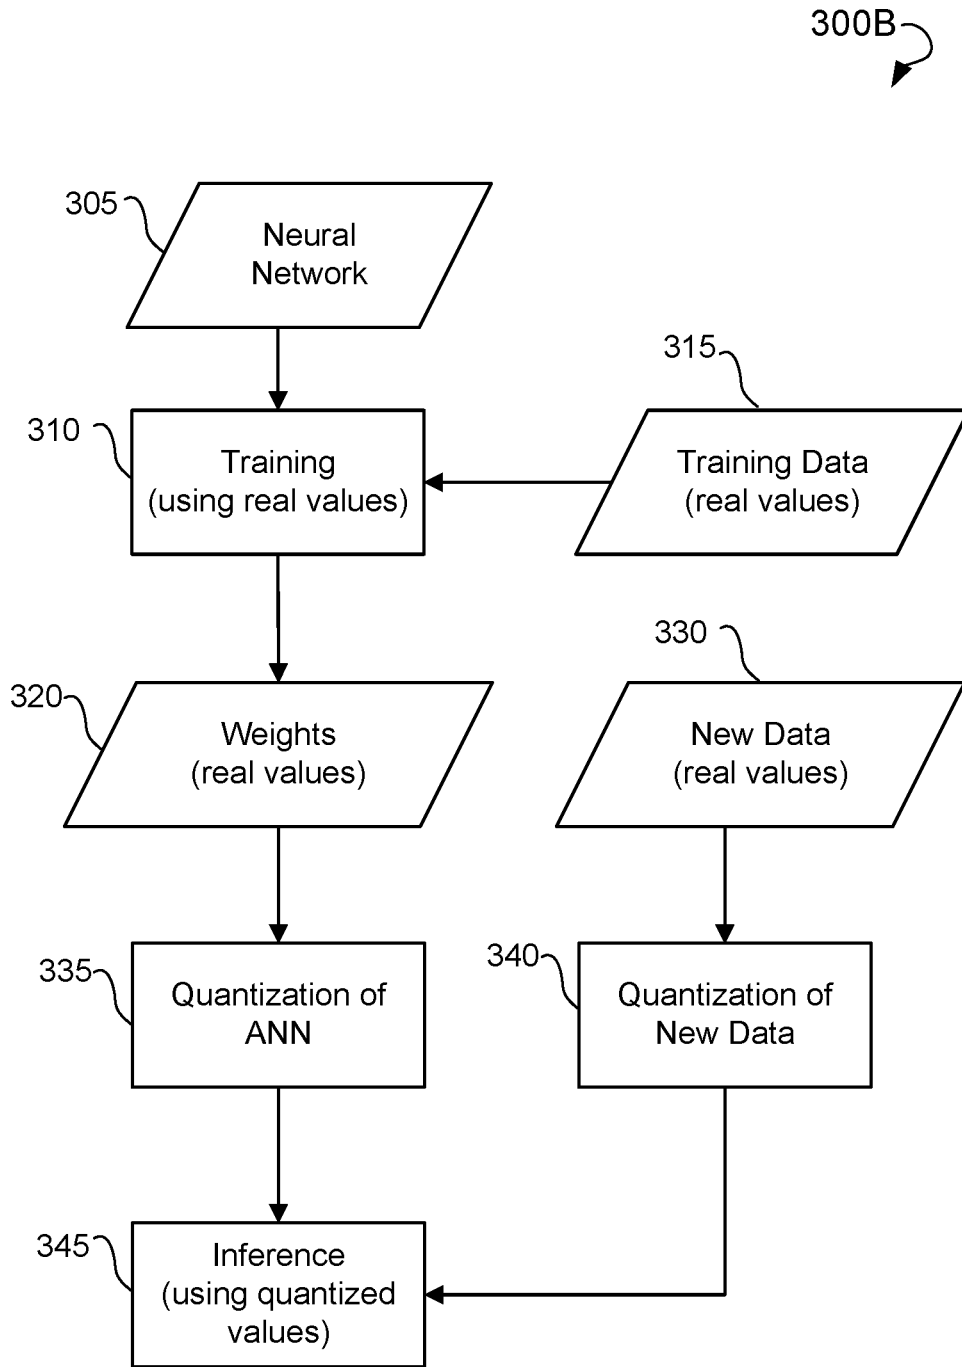 300B
305
Neural
Network
315
310
Training
(using real values)
Training Data
(real values)
330
320
Weights
(real values)
New Data
(real values)
335
Quantization of
ANN
340
Quantization of
New Data
345
Inference
(using quantized
values)